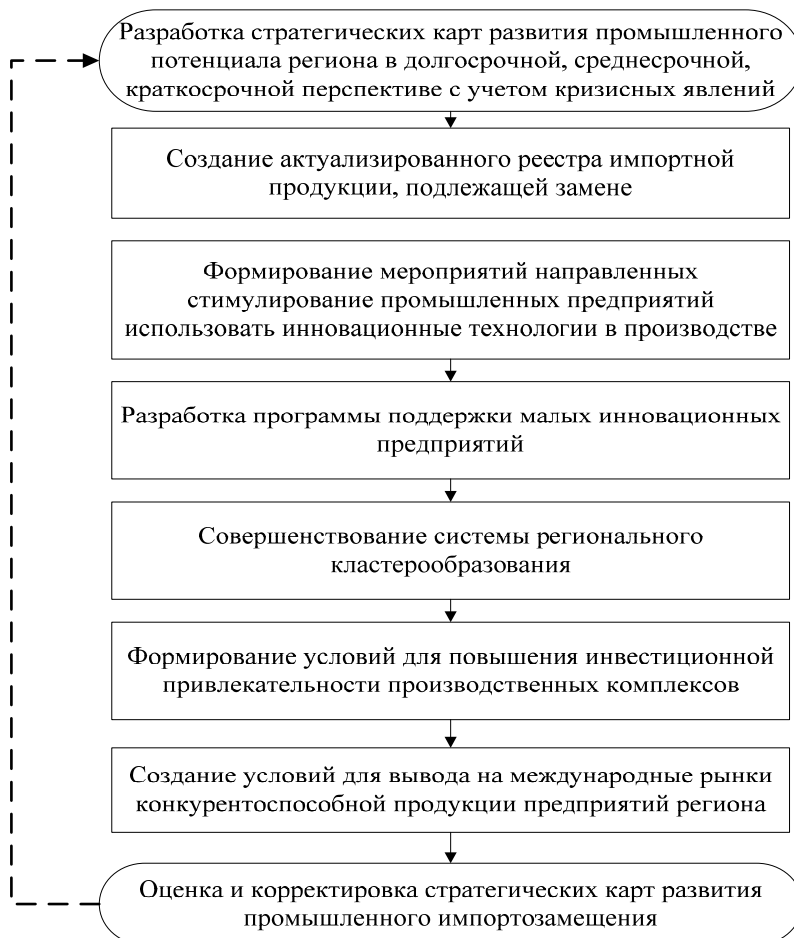 Разработка стратегических карт развития промышленного
потенциала региона в долгосрочной, среднесрочной,
краткосрочной перспективе с учетом кризисных явлений
Создание актуализированного реестра импортной
продукции, подлежащей замене
Формирование мероприятий направленных
стимулирование промышленных предприятий
использовать инновационные технологии в производстве
Разработка программы поддержки малых инновационных
предприятий
Совершенствование системы регионального
кластерообразования
Формирование условий для повышения инвестиционной
привлекательности производственных комплексов
Создание условий для вывода на международные рынки
конкурентоспособной продукции предприятий региона
Оценка и корректировка стратегических карт развития
промышленного импортозамещения